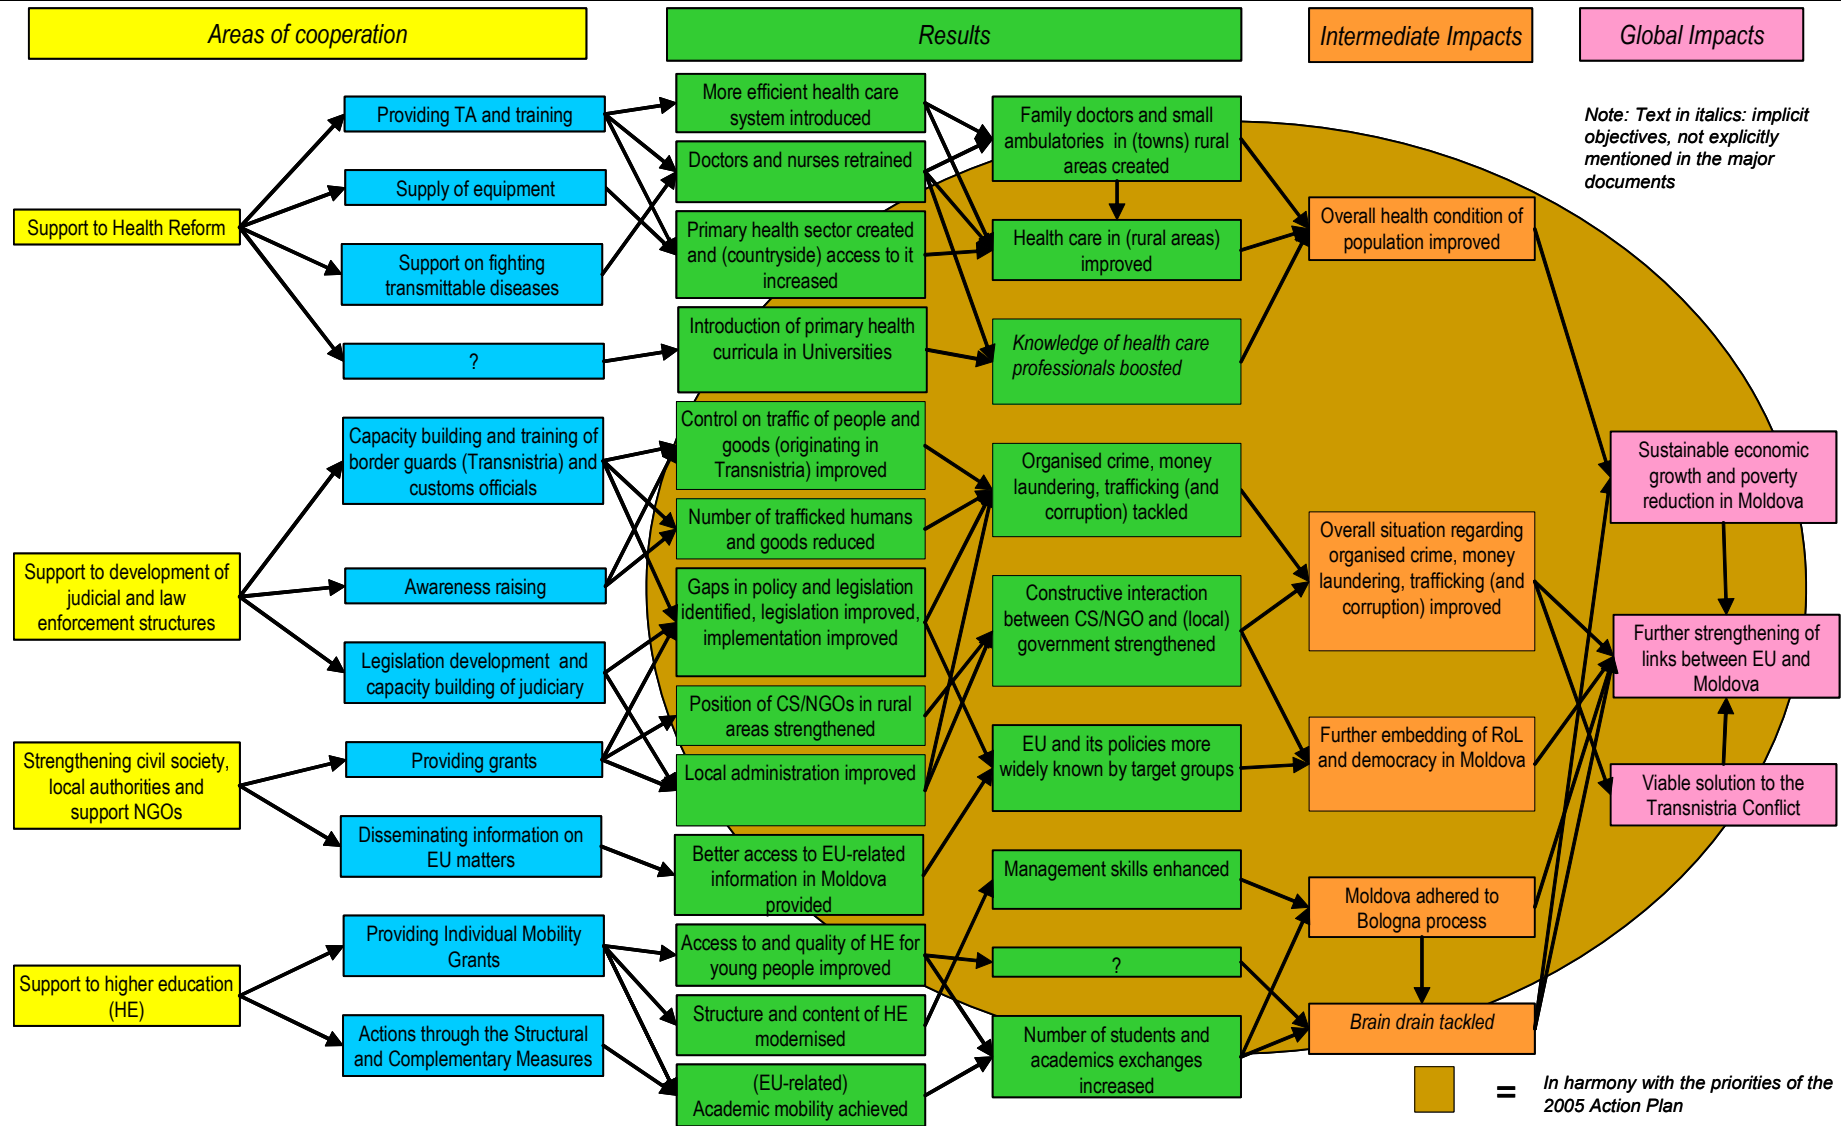 Areas of cooperation
Results
Intermediate Impacts
Global Impacts
Note: Text in italics: implicit
objectives, not explicitly
mentioned in the major
documents
Support to Health Reform
Support to development of
judicial and law
enforcement structures
Strengthening civil society,
local authorities and
support NGOs
Support to higher education
(HE)
Providing TA and training
Supply of equipment
Support on fighting
transmittable diseases
?
Capacity building and training of
border guards (Transnistria) and
customs officials
Awareness raising
Legislation development and
capacity building of judiciary
Providing grants
Disseminating information on
EU matters
Providing Individual Mobility
Grants
Actions through the Structural
and Complementary Measures
More efficient health care
system introduced
Doctors and nurses retrained
Primary health sector created
and (countryside) access to it
increased
Introduction of primary health
curricula in Universities
Control on traffic of people and
goods (originating in
Transnistria) improved
Number of trafficked humans
and goods reduced
Gaps in policy and legislation
identified, legislation improved,
implementation improved
Position of CS/NGOs in rural
areas strengthened
Local administration improved
Better access to EU-related
information in Moldova
provided
Access to and quality of HE for
young people improved
Structure and content of HE
modernised
(EU-related)
Academic mobility achieved
Family doctors and small
ambulatories in (towns) rural
areas created
Health care in (rural areas)
improved
Knowledge of health care
professionals boosted
Organised crime, money
laundering, trafficking (and
corruption) tackled
Constructive interaction
between CS/NGO and (local)
government strengthened
EU and its policies more
widely known by target groups
Management skills enhanced
?
Number of students and
academics exchanges
increased
Overall health condition of
population improved
Overall situation regarding
organised crime, money
laundering, trafficking (and
corruption) improved
Further embedding of RoL
and democracy in Moldova
Moldova adhered to
Bologna process
Brain drain tackled
Sustainable economic
growth and poverty
reduction in Moldova
Further strengthening of
links between EU and
Moldova
Viable solution to the
Transnistria Conflict
=
In harmony with the priorities of the
2005 Action Plan